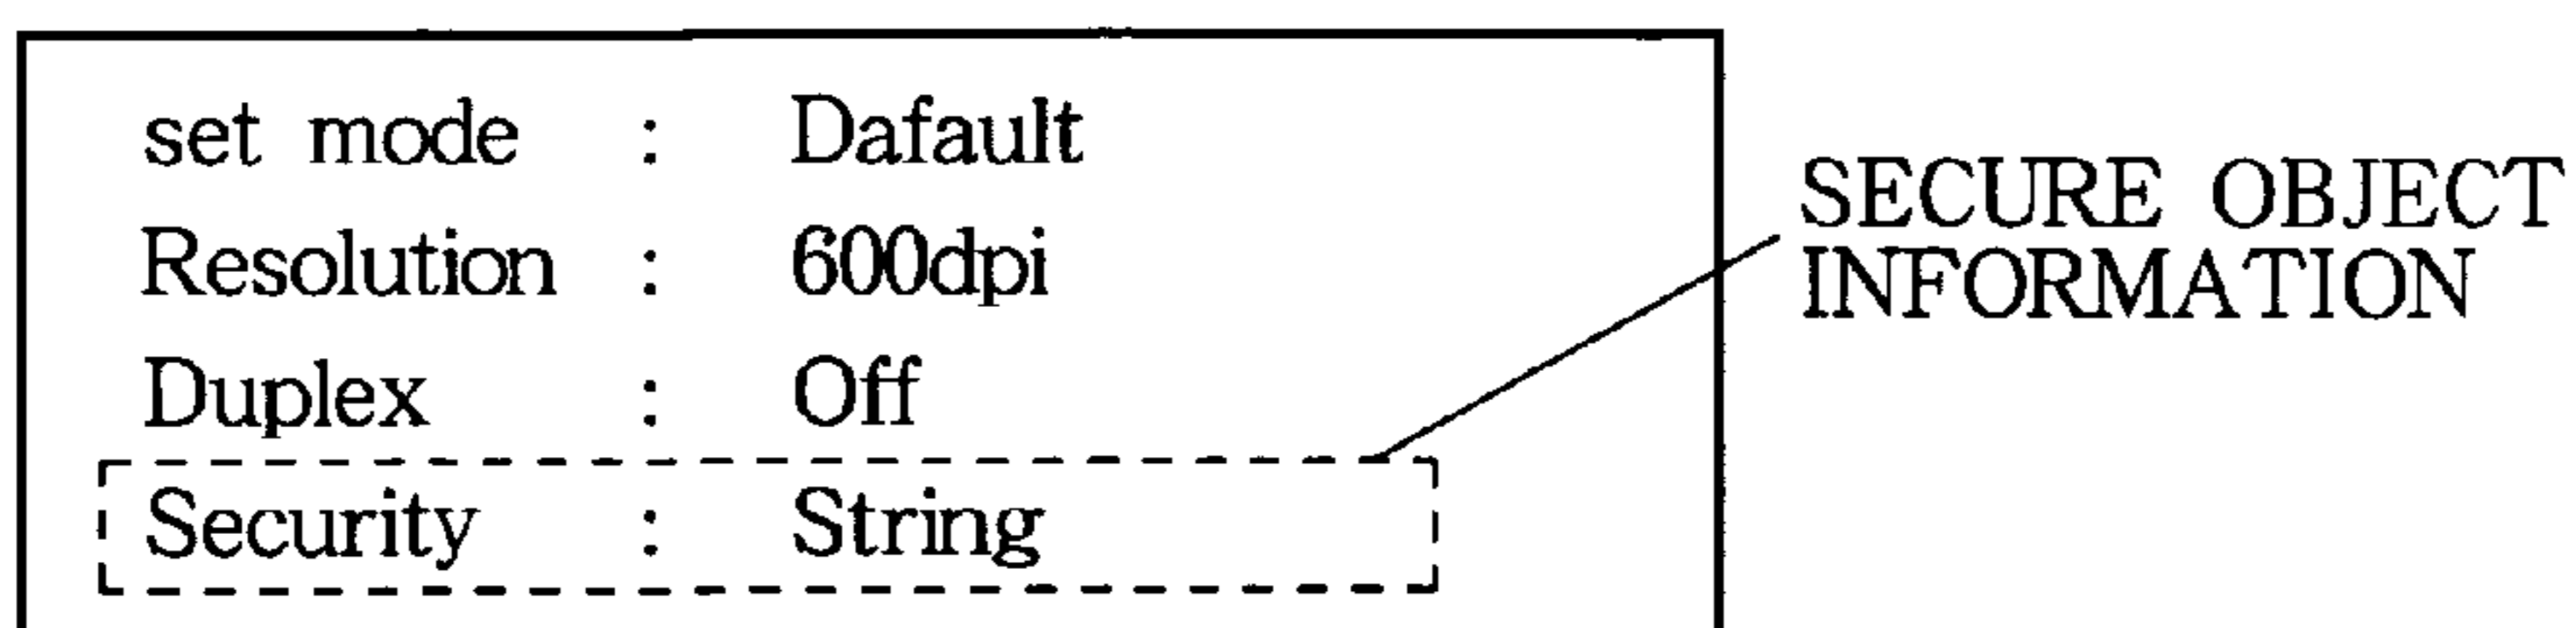 set mode : Dafault
Resolution : 600dpi
Duplex : Off
Security : String
SECURE OBJECT
INFORMATION